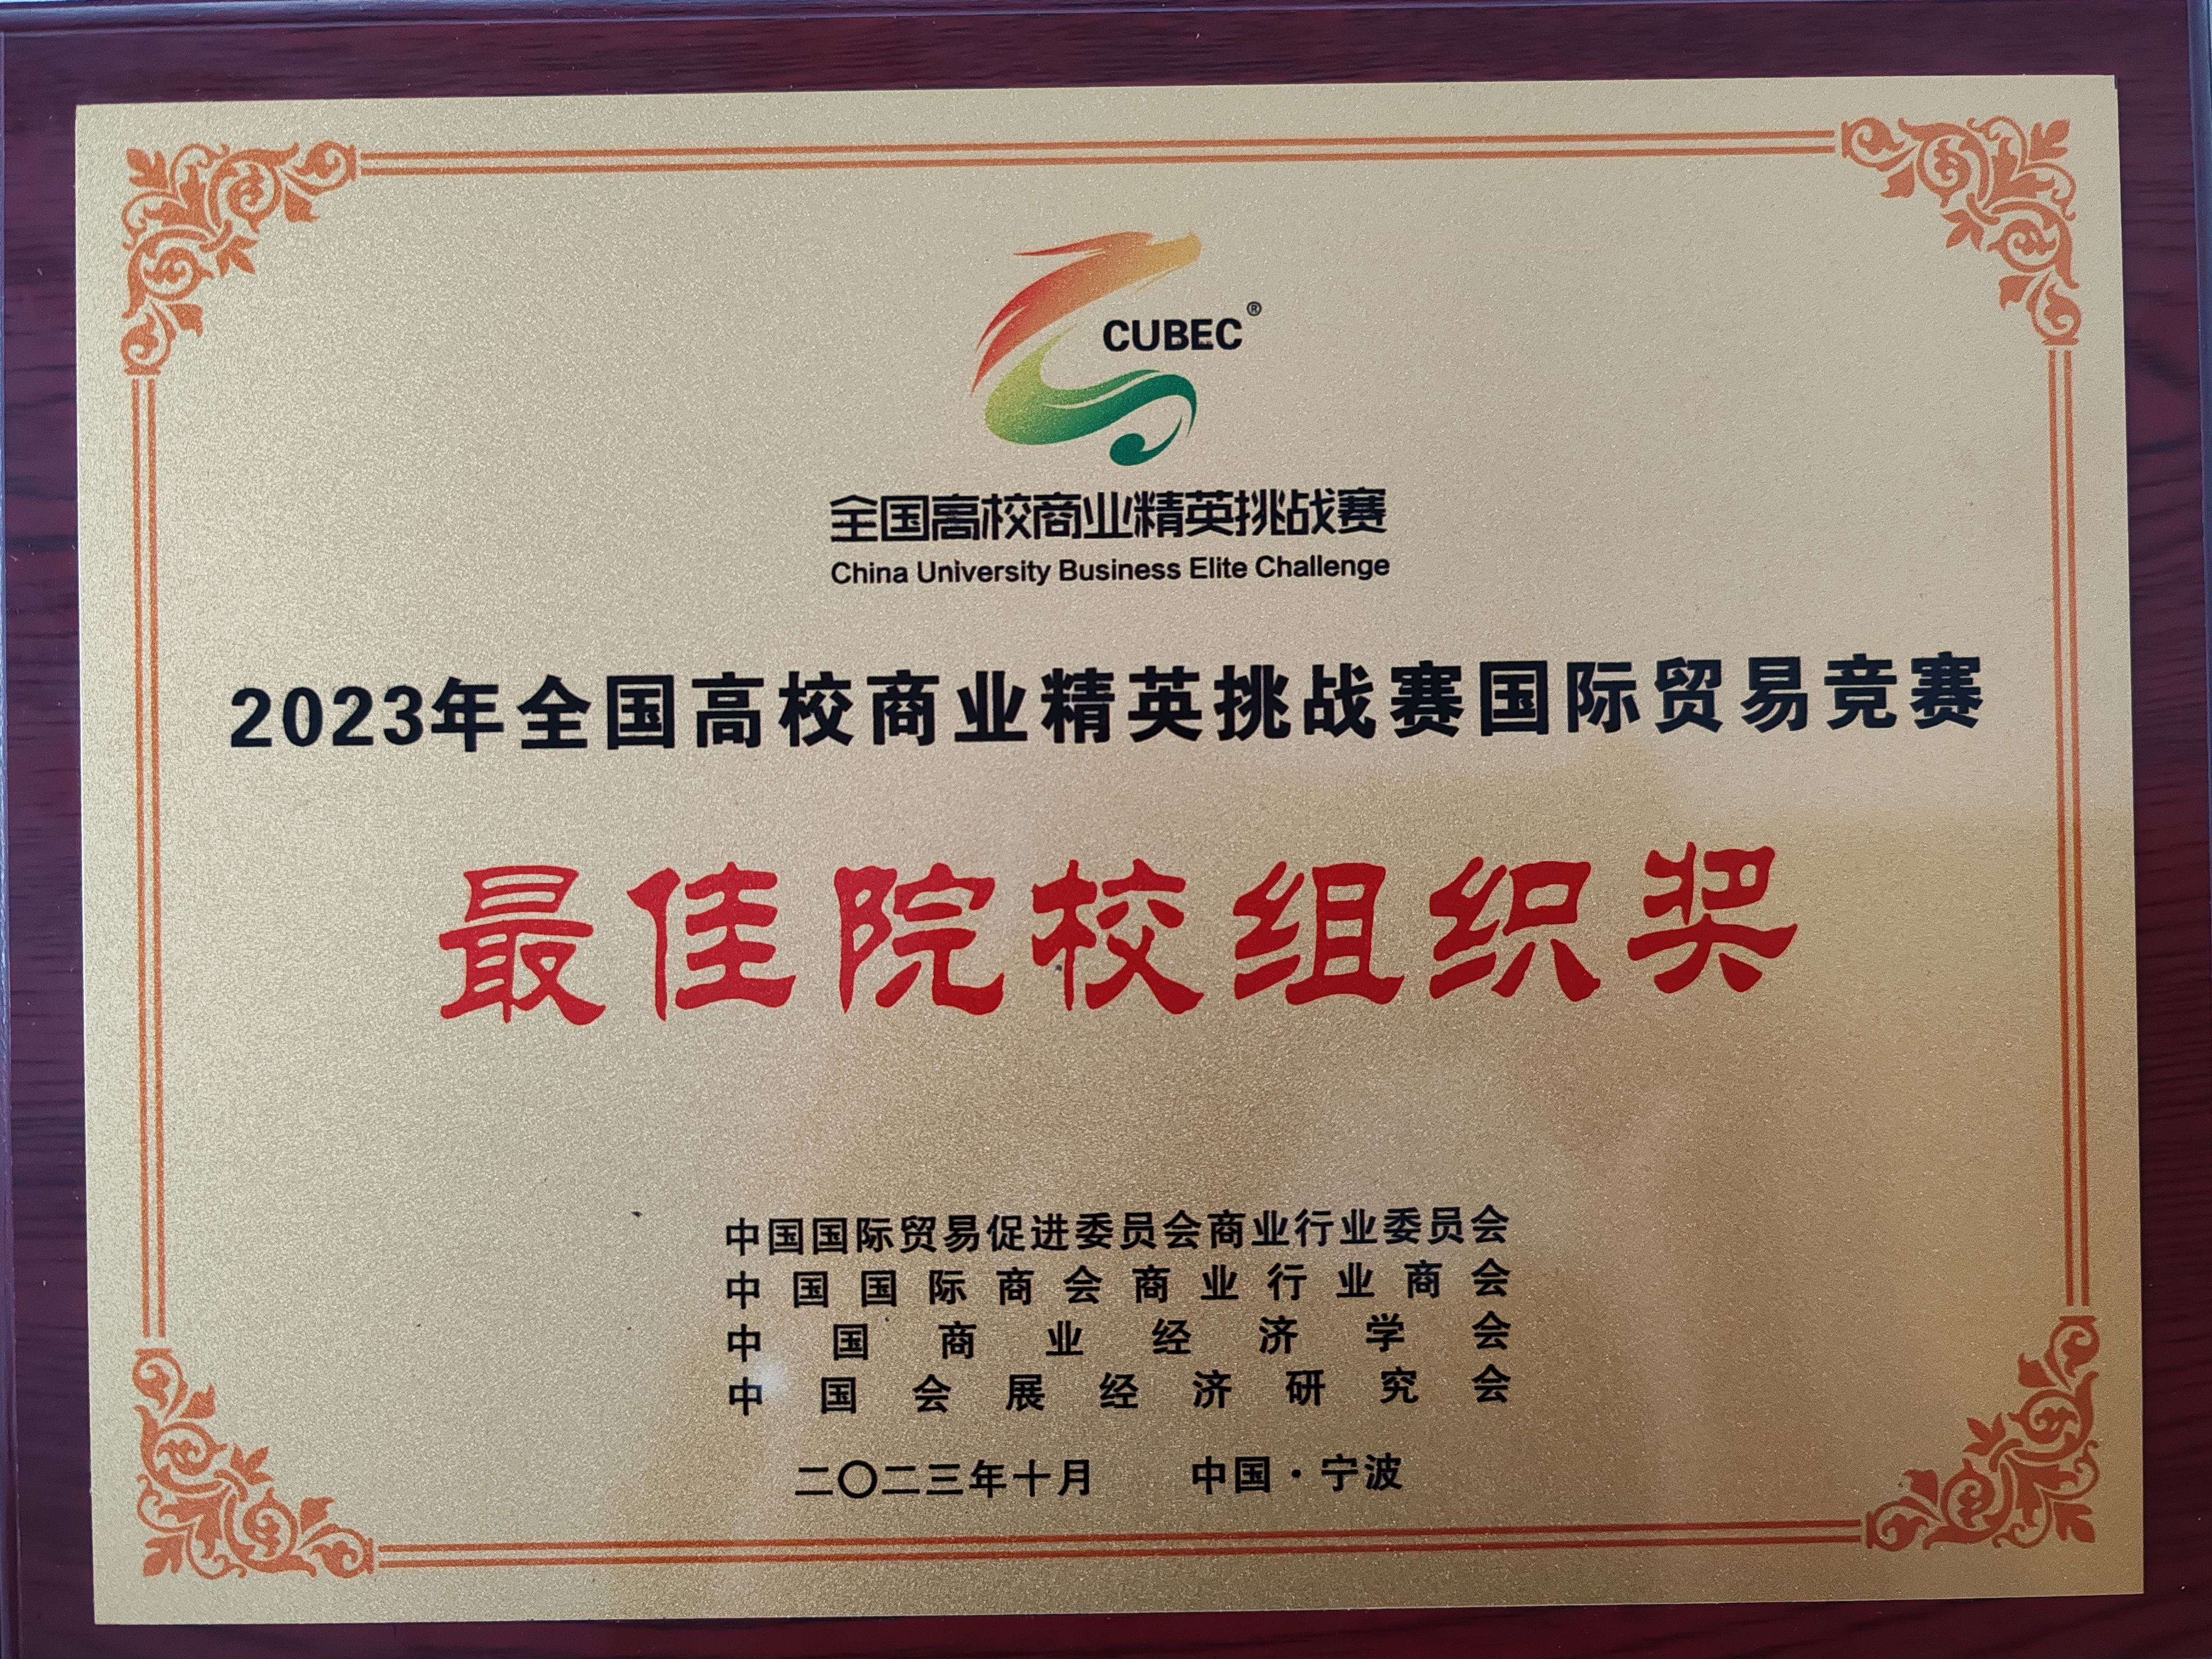 CUBEC®
全国高校商业精英挑战赛
China University Business Elite Challenge
2023年全国高校商业精英挑战赛国际贸易竞赛
最佳院校组织奖
中国国际贸易促进委员会商业行业委员会
中国国际商会商业行业商会
中国商业经济学会
中国会展经济研究会
二〇二三年十月 中国·宁波